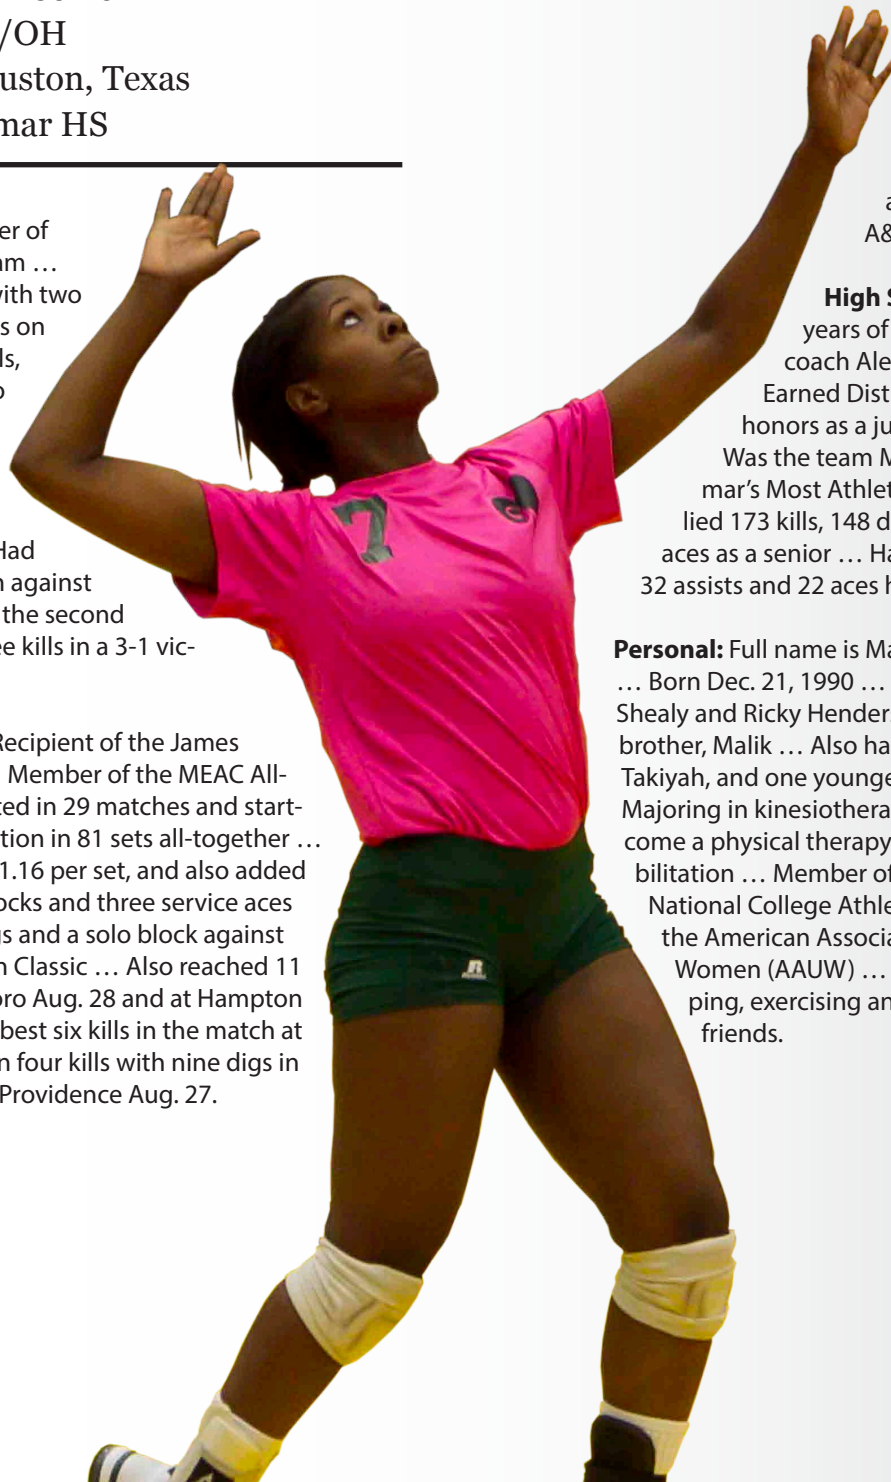 /OH
uston, Texas
mar HS
er of
am …
with two
s on
ls,
o
Had
n against
the second
ee kills in a 3-1 vic-
Recipient of the James
Member of the MEAC All-
ted in 29 matches and start-
tion in 81 sets all-together …
1.16 per set, and also added
ocks and three service aces
gs and a solo block against
n Classic … Also reached 11
oro Aug. 28 and at Hampton
best six kills in the match at
n four kills with nine digs in
Providence Aug. 27.
7
R
a
A&
High S
years of
coach Ale
Earned Dist
honors as a ju
Was the team M
mar’s Most Athlet
lied 173 kills, 148 d
aces as a senior … Ha
32 assists and 22 aces h
Personal: Full name is Ma
… Born Dec. 21, 1990 …
Shealy and Ricky Henders
brother, Malik … Also ha
Takiyah, and one younge
Majoring in kinesiothera
come a physical therapy
bilitation … Member of
National College Athle
the American Associa
Women (AAUW) …
ping, exercising an
friends.